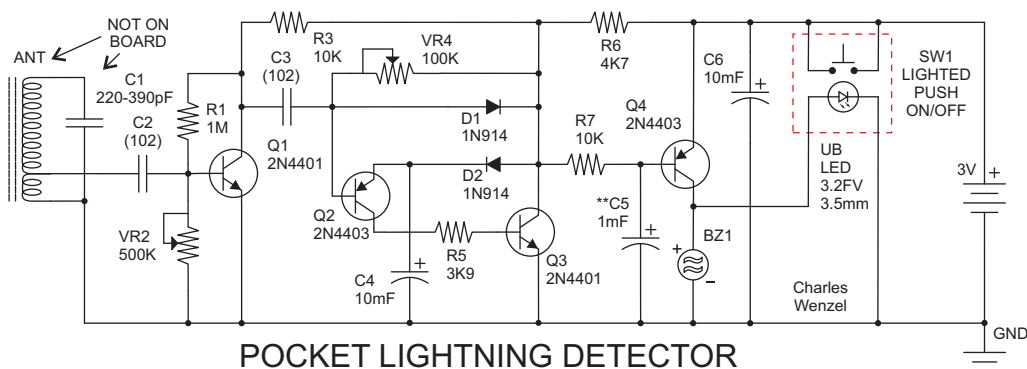 NOT ON
BOARD
ANT
C1
220-390pF
C2
(102)
R1
1M
VR2
500K
Q1
2N4401
R3
10K
C3
(102)
VR4
100K
D1
1N914
D2
1N914
Q2
2N4403
R5
3K9
C4
10mF
+
Q3
2N4401
R6
4K7
R7
10K
Q4
2N4403
**C5
1mF
+
C6
10mF
+
BZ1
+
−
SW1
LIGHTED
PUSH
ON/OFF
UB
LED
3.2FV
3.5mm
3V
+
Charles
Wenzel
GND
POCKET LIGHTNING DETECTOR